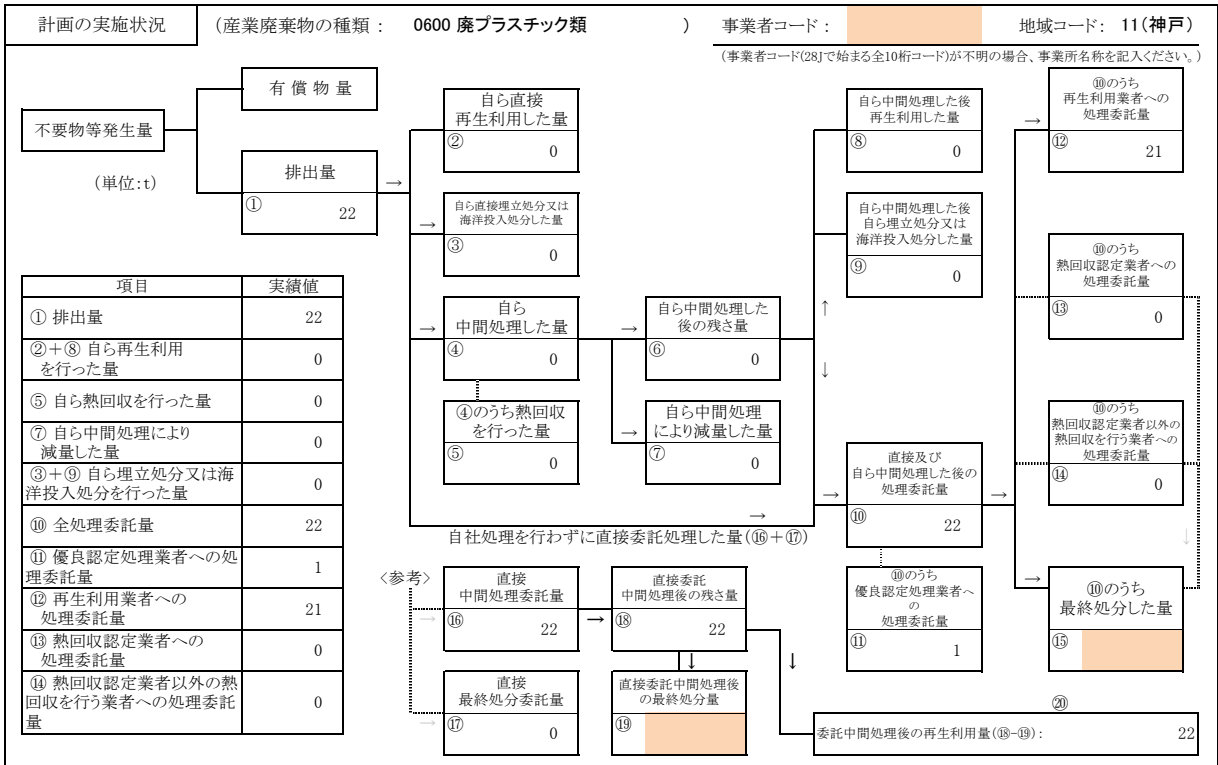 計画の実施状況 (産業廃棄物の種類： 0600 廃プラスチック類 ) 事業者コード： 地域コード： 11(神戸)
(事業者コード(28Jで始まる全10桁コード)が不明の場合、事業所名称を記入ください。)
不要物等発生量
(単位:t)
有償物量
排出量
① 22
→
自ら直接
再生利用した量
② 0
→
自ら直接埋立処分又は
海洋投入処分した量
③ 0
→
自ら
中間処理した量
④ 0
④のうち熱回収
を行った量
⑤ 0
→
自ら中間処理した
後の残さ量
⑥ 0
→
自ら中間処理
により減量した量
⑦ 0
自ら中間処理した後
再生利用した量
⑧ 0
自ら中間処理した後
自ら埋立処分又は
海洋投入処分した量
⑨ 0
↑
↓
→
直接及び
自ら中間処理した後の
処理委託量
⑩ 22
→
⑩のうち
優良認定処理業者へ
の
処理委託量
⑪ 1
→
⑩のうち
再生利用業者への
処理委託量
⑫ 21
⑩のうち
熱回収認定業者への
処理委託量
⑬ 0
⑩のうち
熱回収認定業者以外の
熱回収を行う業者への
処理委託量
⑭ 0
↓
→
⑩のうち
最終処分した量
⑮
項目 実績値
① 排出量 22
②＋⑧ 自ら再生利用
を行った量 0
⑤ 自ら熱回収を行った量 0
⑦ 自ら中間処理により
減量した量 0
③＋⑨ 自ら埋立処分又は海
洋投入処分を行った量 0
⑩ 全処理委託量 22
⑪ 優良認定処理業者への処
理委託量 1
⑫ 再生利用業者への
処理委託量 21
⑬ 熱回収認定業者への
処理委託量 0
⑭ 熱回収認定業者以外の熱
回収を行う業者への処理委託
量 0
→
自社処理を行わずに直接委託処理した量(⑯＋⑰)
〈参考〉
→
直接
中間処理委託量
⑯ 22
→
直接委託
中間処理後の残さ量
⑱ 22
→
直接
最終処分委託量
⑰ 0
↓
直接委託中間処理後
の最終処分量
⑲
↓
⑳
委託中間処理後の再生利用量(⑱-⑲)： 22